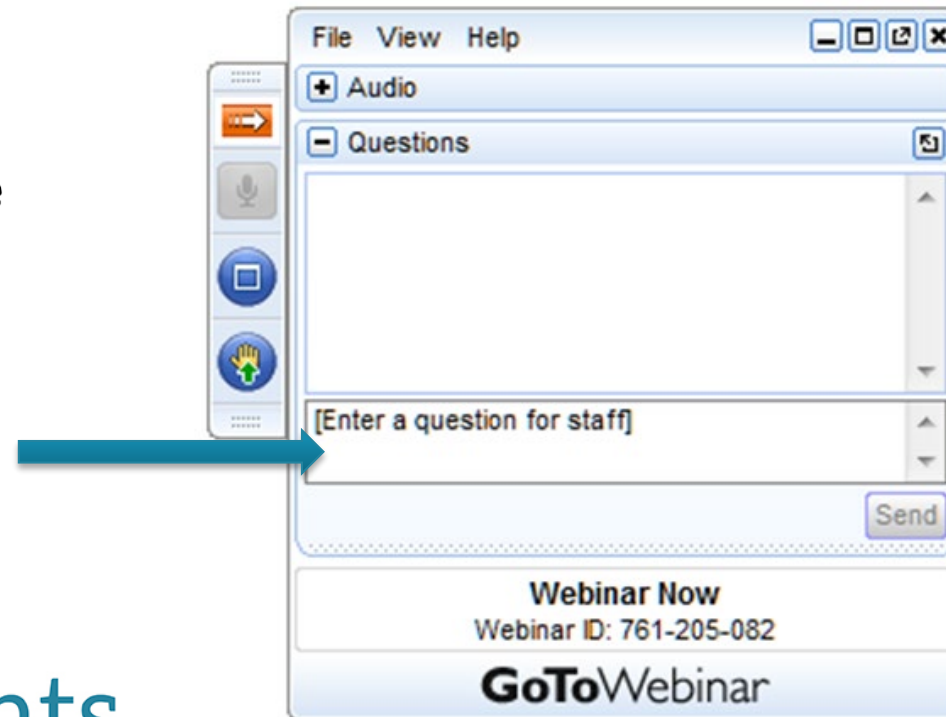 File View Help
Audio
Questions
[Enter a question for staff]
Send
Webinar Now
Webinar ID: 761-205-082
GoToWebinar